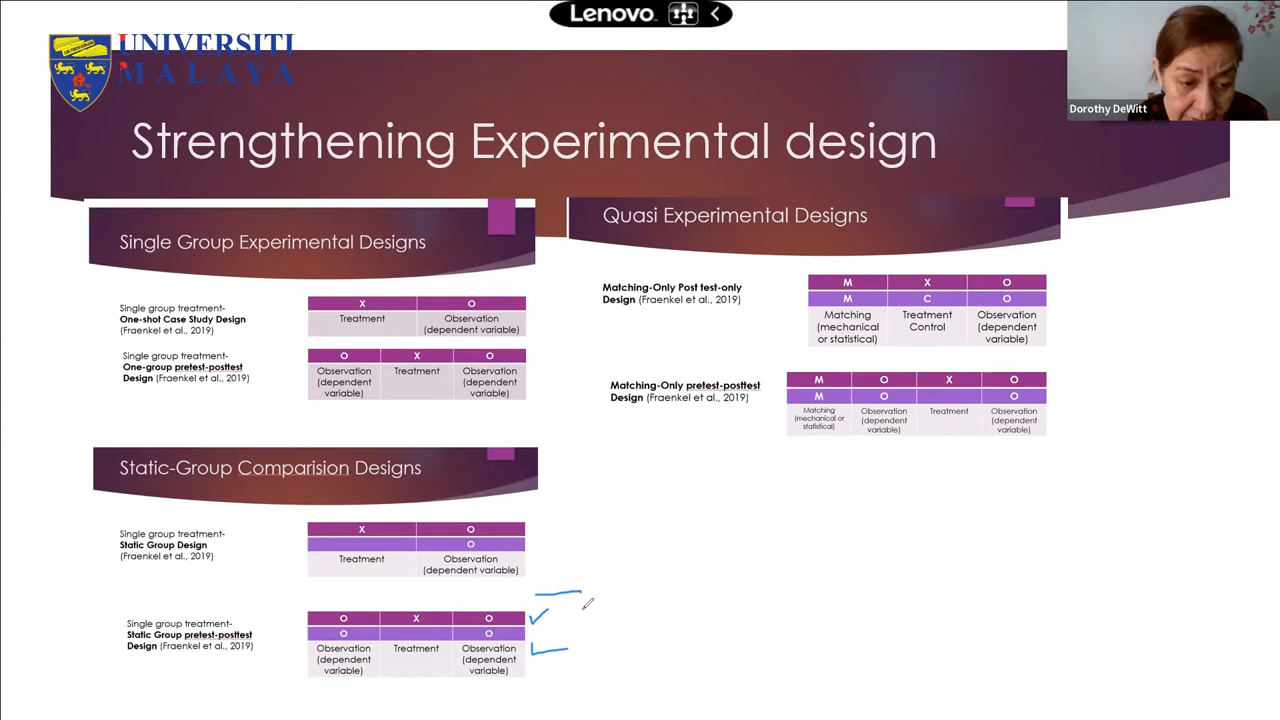 Lenovo
UNIVERSITI
MALAYA
Dorothy DeWitt
Strengthening Experimental design
Single Group Experimental Designs
Single group treatment-
One-shot Case Study Design
(Fraenkel et al., 2019)
X O
Treatment Observation
(dependent variable)
Single group treatment-
One-group pretest-posttest
Design (Fraenkel et al., 2019)
O X O
Observation Treatment Observation
(dependent (dependent
variable) variable)
Static-Group Comparision Designs
Single group treatment-
Static Group Design
(Fraenkel et al., 2019)
X O
O
Treatment Observation
(dependent variable)
Single group treatment-
Static Group pretest-posttest
Design (Fraenkel et al., 2019)
O X O
O O
Observation Treatment Observation
(dependent (dependent
variable) variable)
Quasi Experimental Designs
Matching-Only Post test-only
Design (Fraenkel et al., 2019)
M X O
M C O
Matching Treatment Observation
(mechanical Control (dependent
or statistical) variable)
Matching-Only pretest-posttest
Design (Fraenkel et al., 2019)
M O X O
M O O
Matching Observation Treatment Observation
(mechanical or (dependent (dependent
statistical) variable) variable)